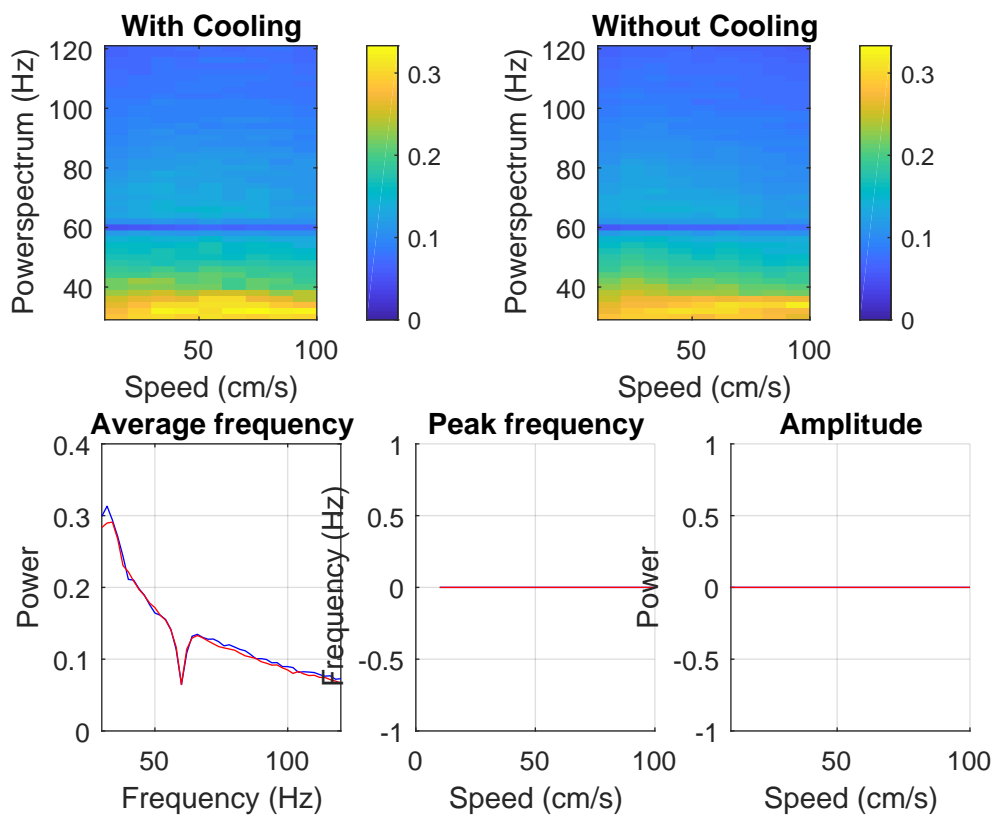 With Cooling
Powerspectrum (Hz)
120
100
80
60
40
50
100
Speed (cm/s)
0.3
0.2
0.1
0
Without Cooling
Powerspectrum (Hz)
120
100
80
60
40
50
100
Speed (cm/s)
0.3
0.2
0.1
0
Average frequency
Power
0.4
0.3
0.2
0.1
0
50
100
Frequency (Hz)
Peak frequency
Frequency (Hz)
1
0.5
0
-0.5
-1
0
50
100
Speed (cm/s)
Amplitude
Power
1
0.5
0
-0.5
-1
50
100
Speed (cm/s)